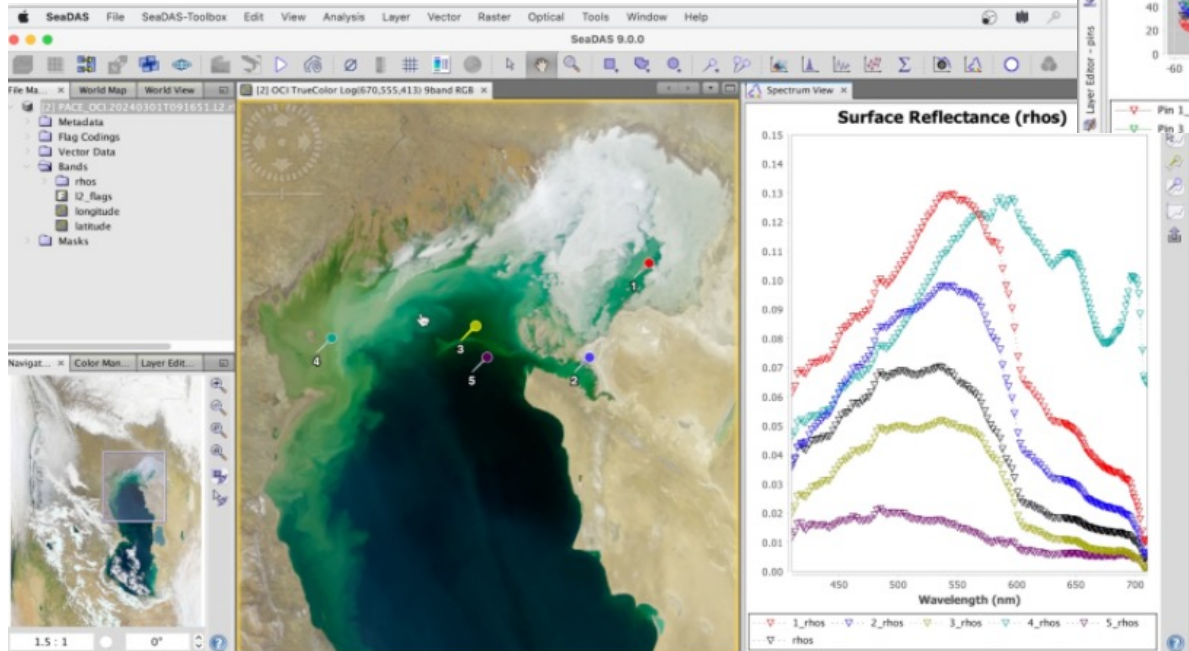 SeaDAS File SeaDAS-Toolbox Edit View Analysis Layer Vector Raster Optical Tools Window Help
SeaDAS 9.0.0
File Ma... × World Map World View
[2] PACE_OCI.20240301T091651.L2.
Metadata
Flag Codings
Vector Data
Bands
rhos
l2_flags
longitude
latitude
Masks
Navigat... × Color Man... Layer Edit...
1.5 : 1 0°
[2] OCI TrueColor Log(670,555,413) 9band RGB ×
1
2
3
4
5
Spectrum View ×
Surface Reflectance (rhos)
0.15
0.14
0.13
0.12
0.11
0.10
0.09
0.08
0.07
0.06
0.05
0.04
0.03
0.02
0.01
0.00
450 500 550 600 650 700
Wavelength (nm)
1_rhos 2_rhos 3_rhos 4_rhos 5_rhos
rhos
Layer Editor - pins
40
20
0
-60
Pin 1_
Pin 3_